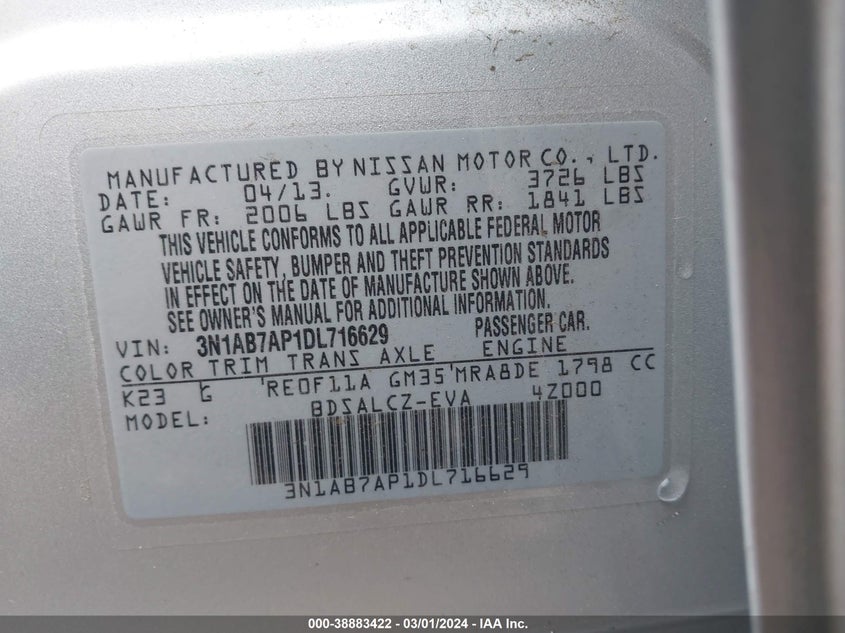 MANUFACTURED BY NISSAN MOTOR CO., LTD.
DATE: 04/13. GVWR: 3726 LBS
GAWR FR: 2006 LBS GAWR RR: 1841 LBS
THIS VEHICLE CONFORMS TO ALL APPLICABLE FEDERAL MOTOR
VEHICLE SAFETY, BUMPER AND THEFT PREVENTION STANDARDS
IN EFFECT ON THE DATE OF MANUFACTURE SHOWN ABOVE.
SEE OWNER'S MANUAL FOR ADDITIONAL INFORMATION.
VIN: 3N1AB7AP1DL716629 PASSENGER CAR.
COLOR TRIM TRANS AXLE ENGINE
K23 G 'RE0F11A GM35'MRA8DE 1798 CC
MODEL: BDSALCZ-EVA 4Z000
3N1AB7AP1DL716629
000-38883422 - 03/01/2024 - IAA Inc.